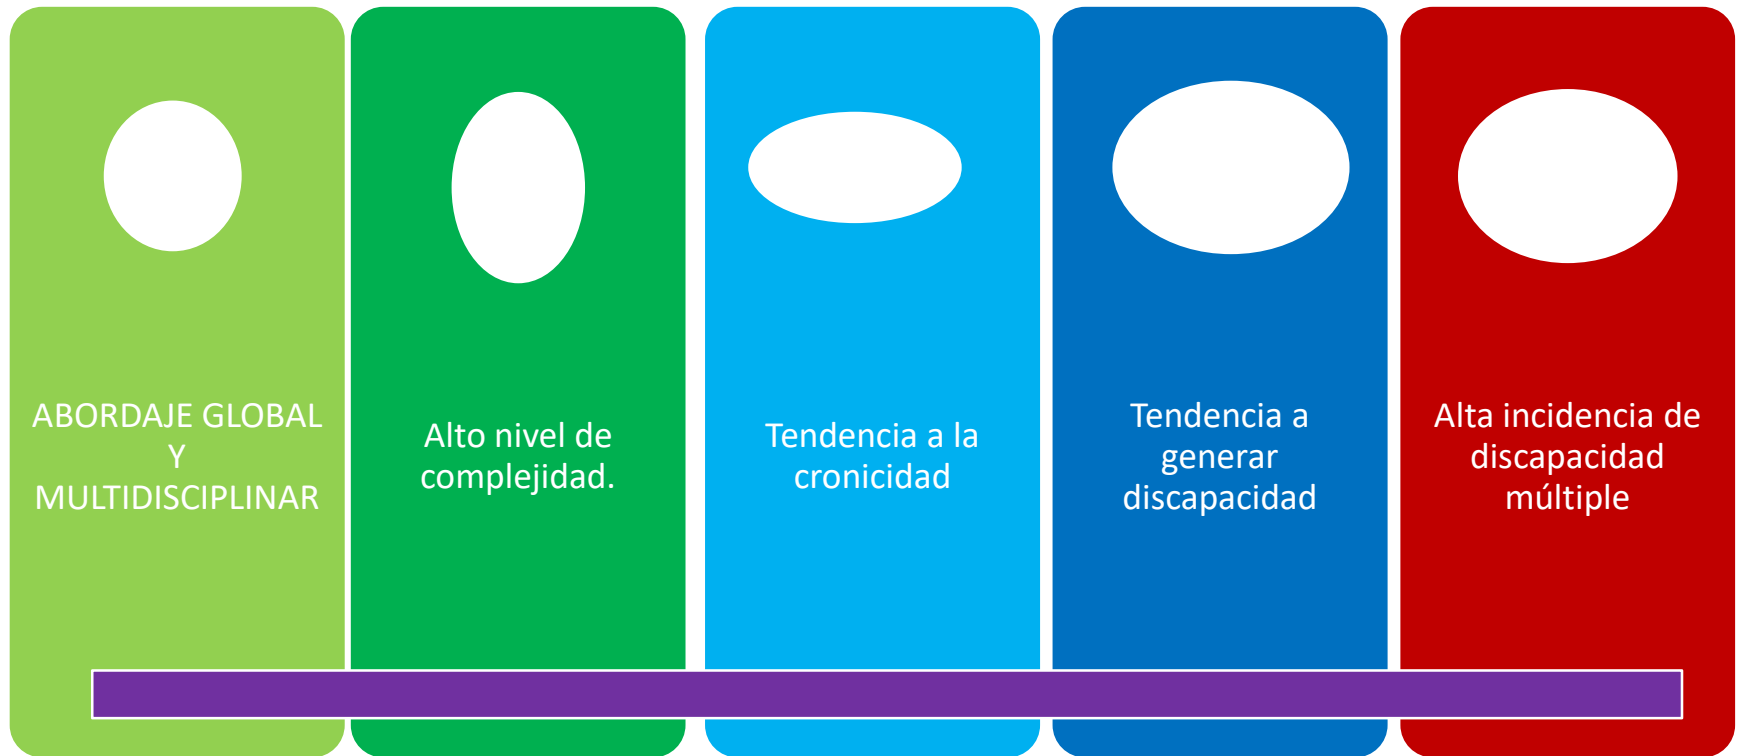 ABORDAJE GLOBAL
Y
MULTIDISCIPLINAR
Alto nivel de
complejidad.
Tendencia a la
cronicidad
Tendencia a
generar
discapacidad
Alta incidencia de
discapacidad
múltiple